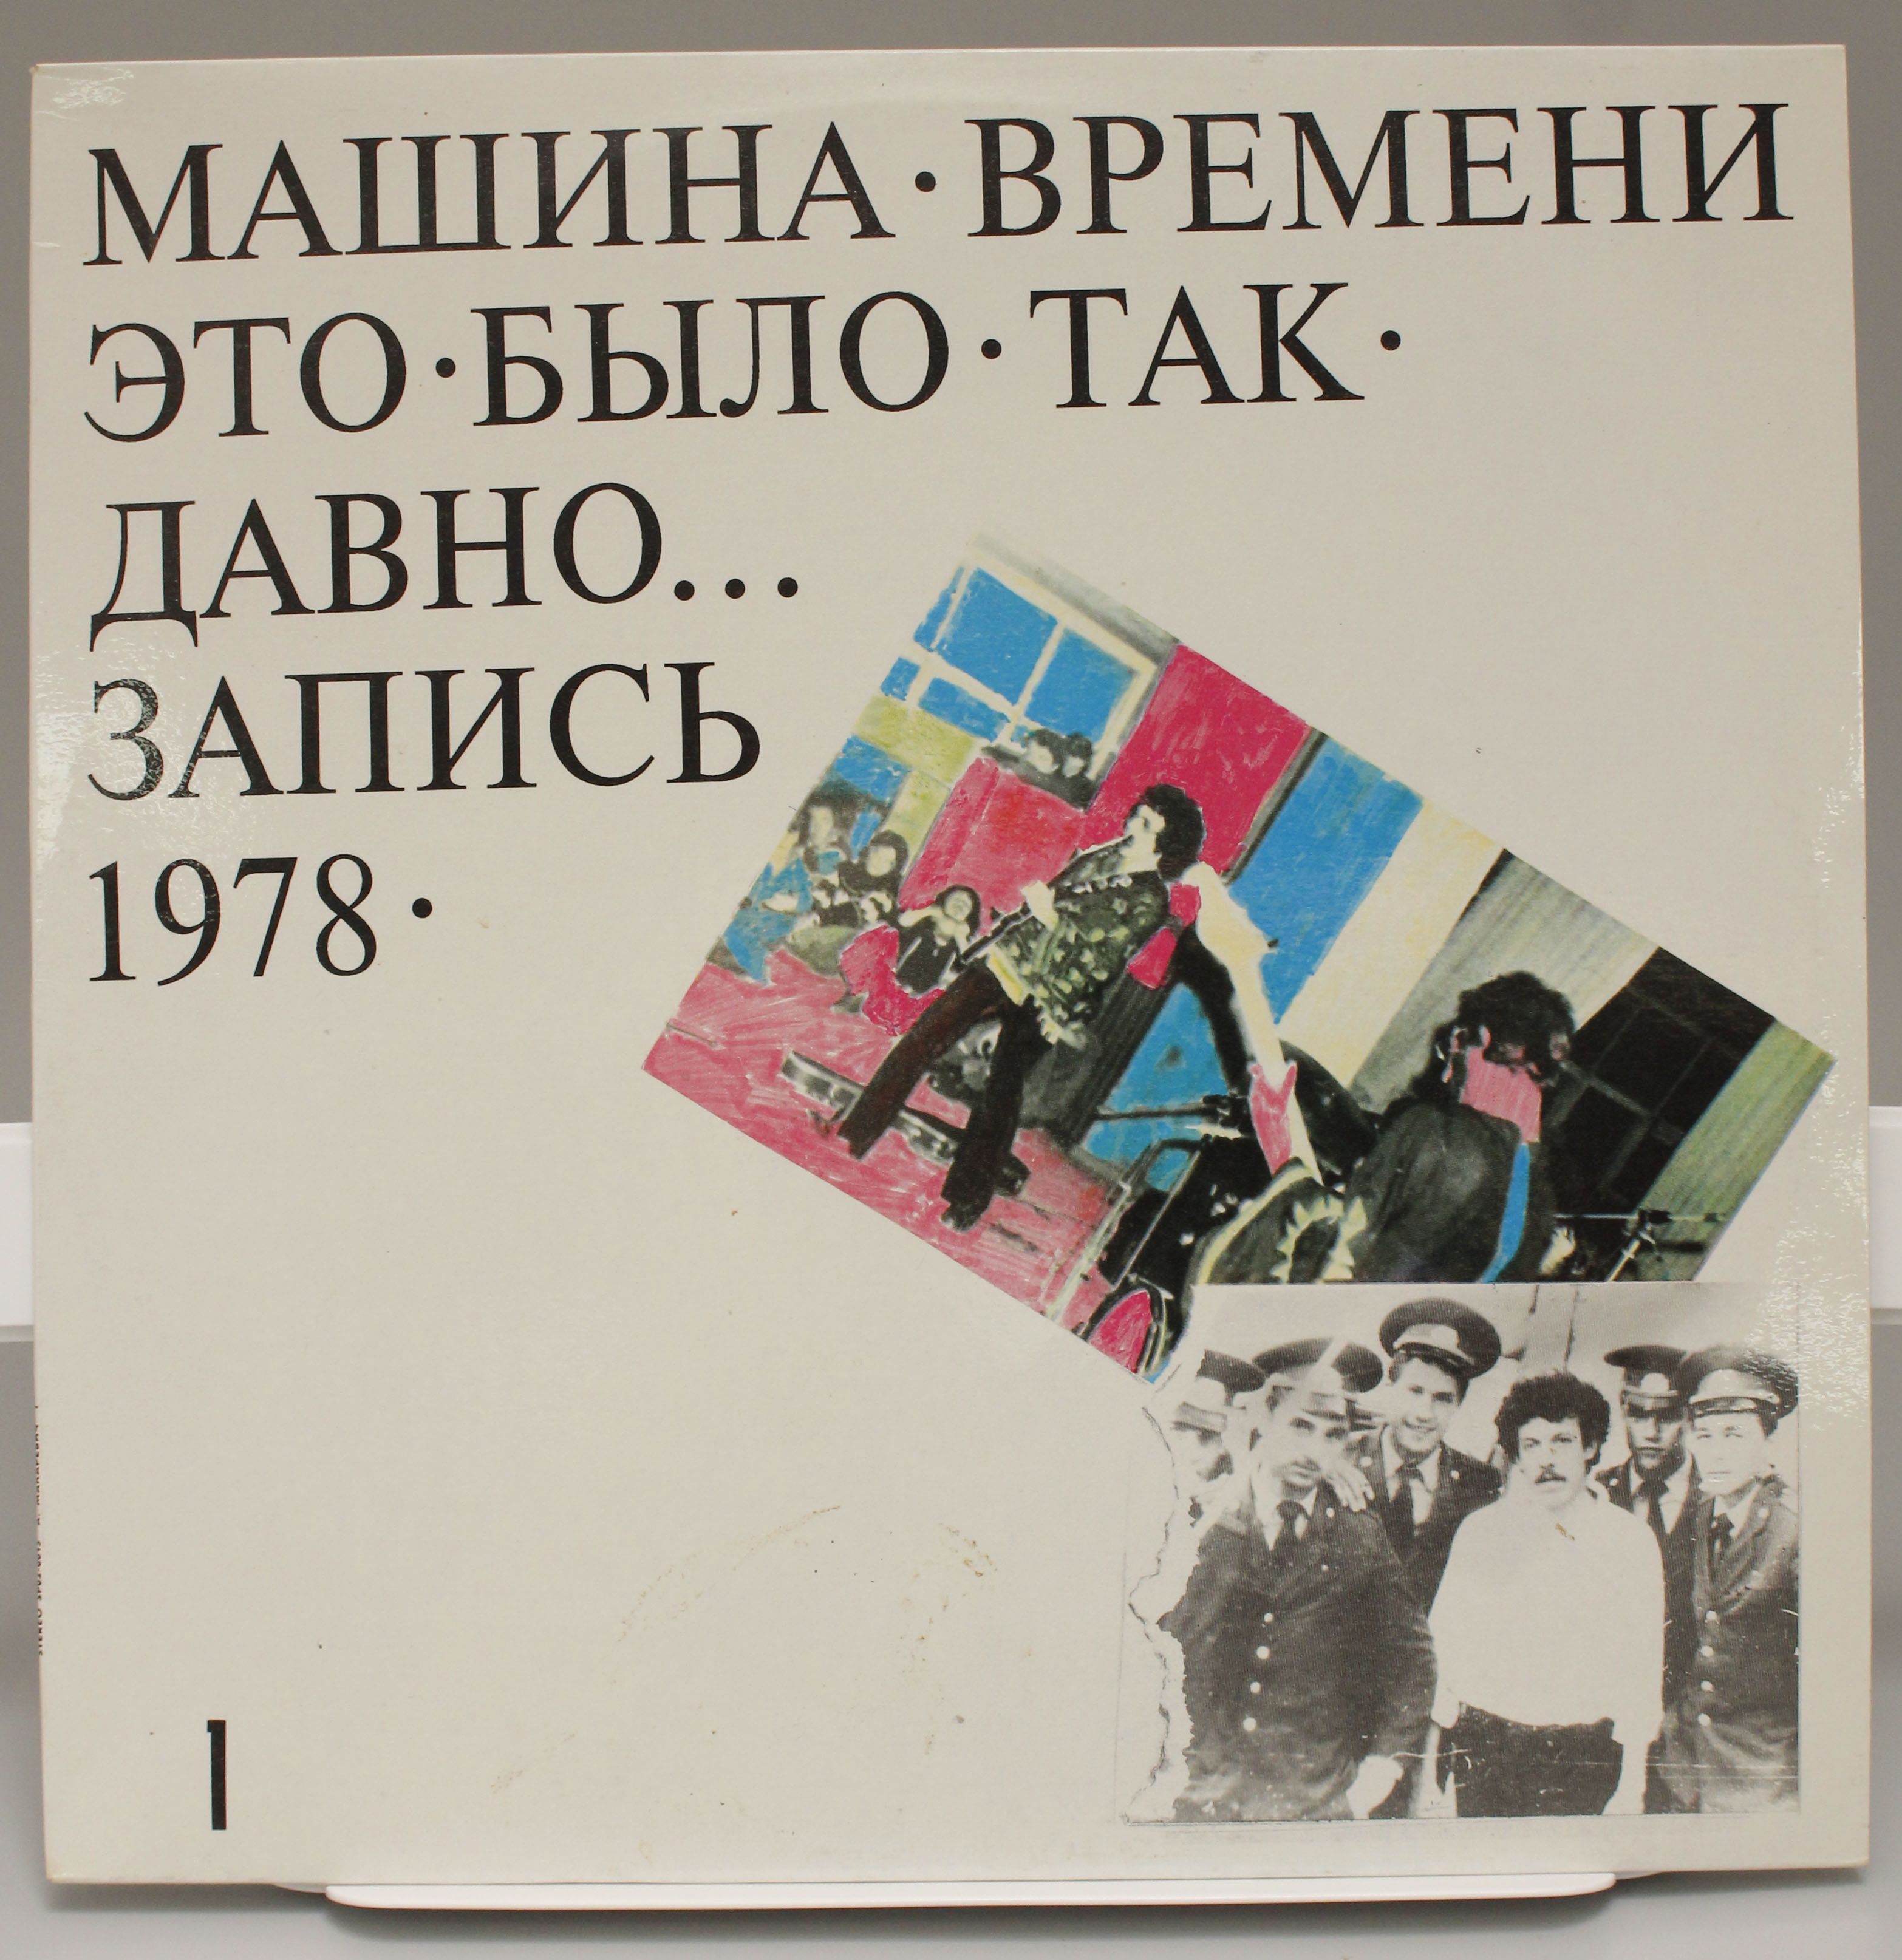 МАШИНА·ВРЕМЕНИ
ЭТО·БЫЛО·ТАК·
ДАВНО...
ЗАПИСЬ
1978·
1